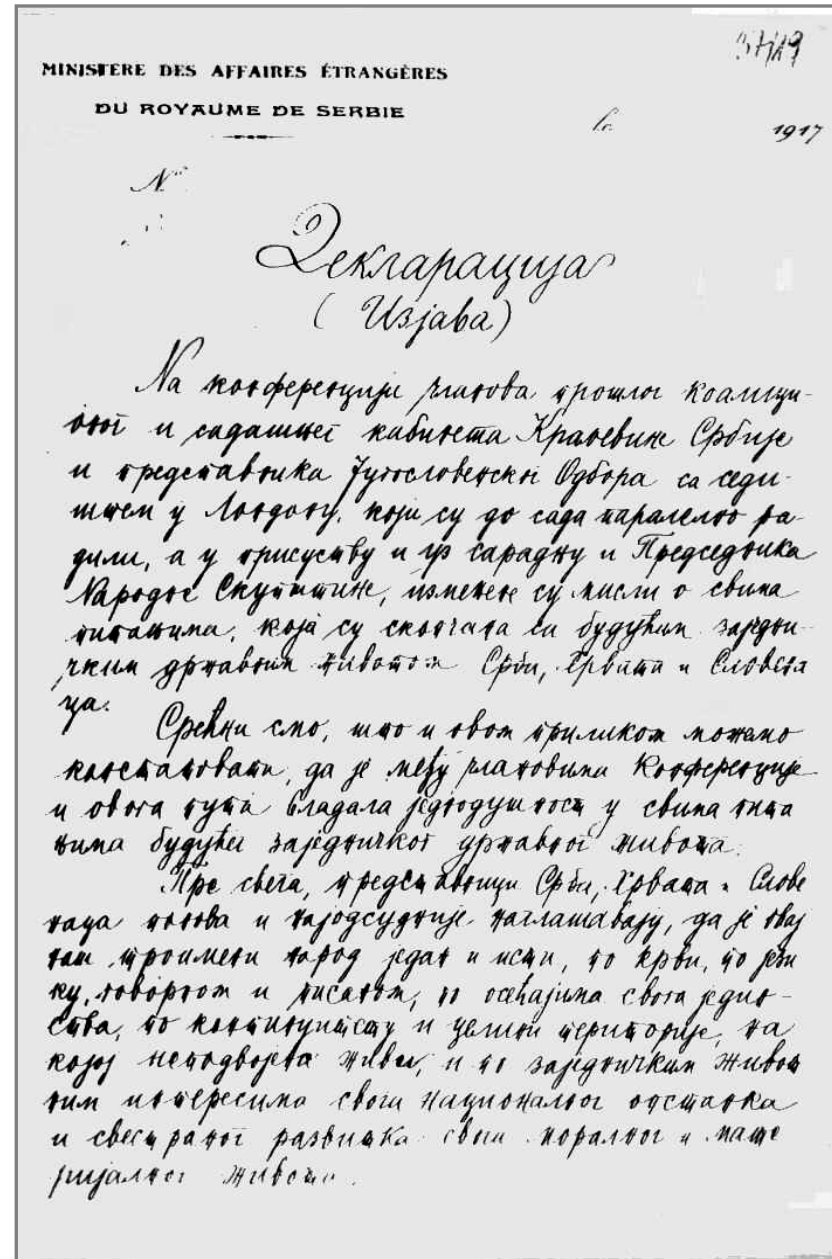 37/19
MINISTERE DES AFFAIRES ÉTRANGÈRES
DU ROYAUME DE SERBIE
le 1917
No
Декларација
(Изјава)
На конференцији чланова прошлог коалици-
оног и садашњег кабинета Краљевине Србије
и представника Југословенског Одбора са седи-
штем у Лондону, који су до сада паралелно ра-
дили, а у присуству и уз сарадњу и Председника
Народне Скупштине, измењене су мисли о свима
питањима, која су скопчана са будућим заједни-
чким државним животом Срба, Хрвата и Словена
ца.
Срећни смо, што и овом приликом можемо
констатовати, да је међу члановима Конференције
и овога пута владала једнодушност у свима пита
њима будућег заједничког државног живота.
Пре свега, представници Срба, Хрвата и Слове
наца понова и најодсудније наглашавају, да је овај
наш троимени народ један и исти, по крви, по јези
ку, говорном и писаном, по осећајима свога једин-
ства, по континуитету и целини територије, на
којој неподвојено живи, и по заједничким живот
ним интересима свога националног опстанка
и свестраног развитка свога моралног и мате
ријалног живота.